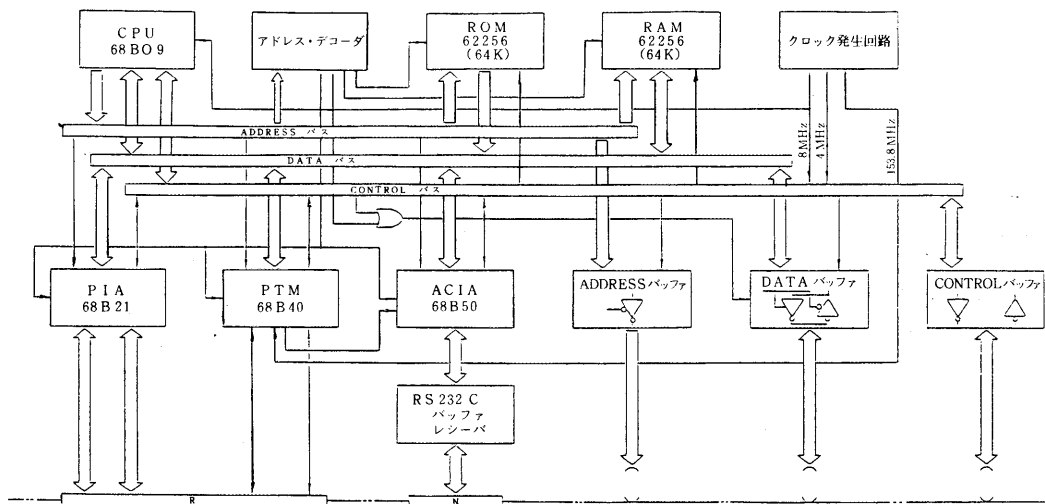 CPU
68B09
アドレス・デコーダ
ROM
62256
(64K)
RAM
62256
(64K)
クロック発生回路
8MHz
4MHz
153.8MHz
ADDRESS バス
DATA バス
CONTROL バス
PIA
68B21
PTM
68B40
ACIA
68B50
ADDRESSバッファ
DATAバッファ
CONTROLバッファ
RS232C
バッファ
レシーバ
R
N